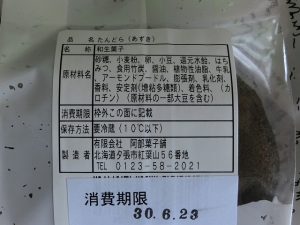 品名 たんどら(あずき)
名称 和生菓子
原材料名 砂糖、小麦粉、卵、小豆、還元水飴、はち
みつ、食用竹炭、醤油、植物性油脂、牛乳
、アーモンドプードル、膨張剤、乳化剤、
香料、安定剤(増粘多糖類)、着色料、(カ
ロチン)(原材料の一部大豆を含む)
消費期限 枠外この面に記載
保存方法 要冷蔵(10℃以下)
製造者 有限会社 阿部菓子舗
北海道夕張市紅葉山56番地
TEL 0123-58-2021
消費期限
30.6.23